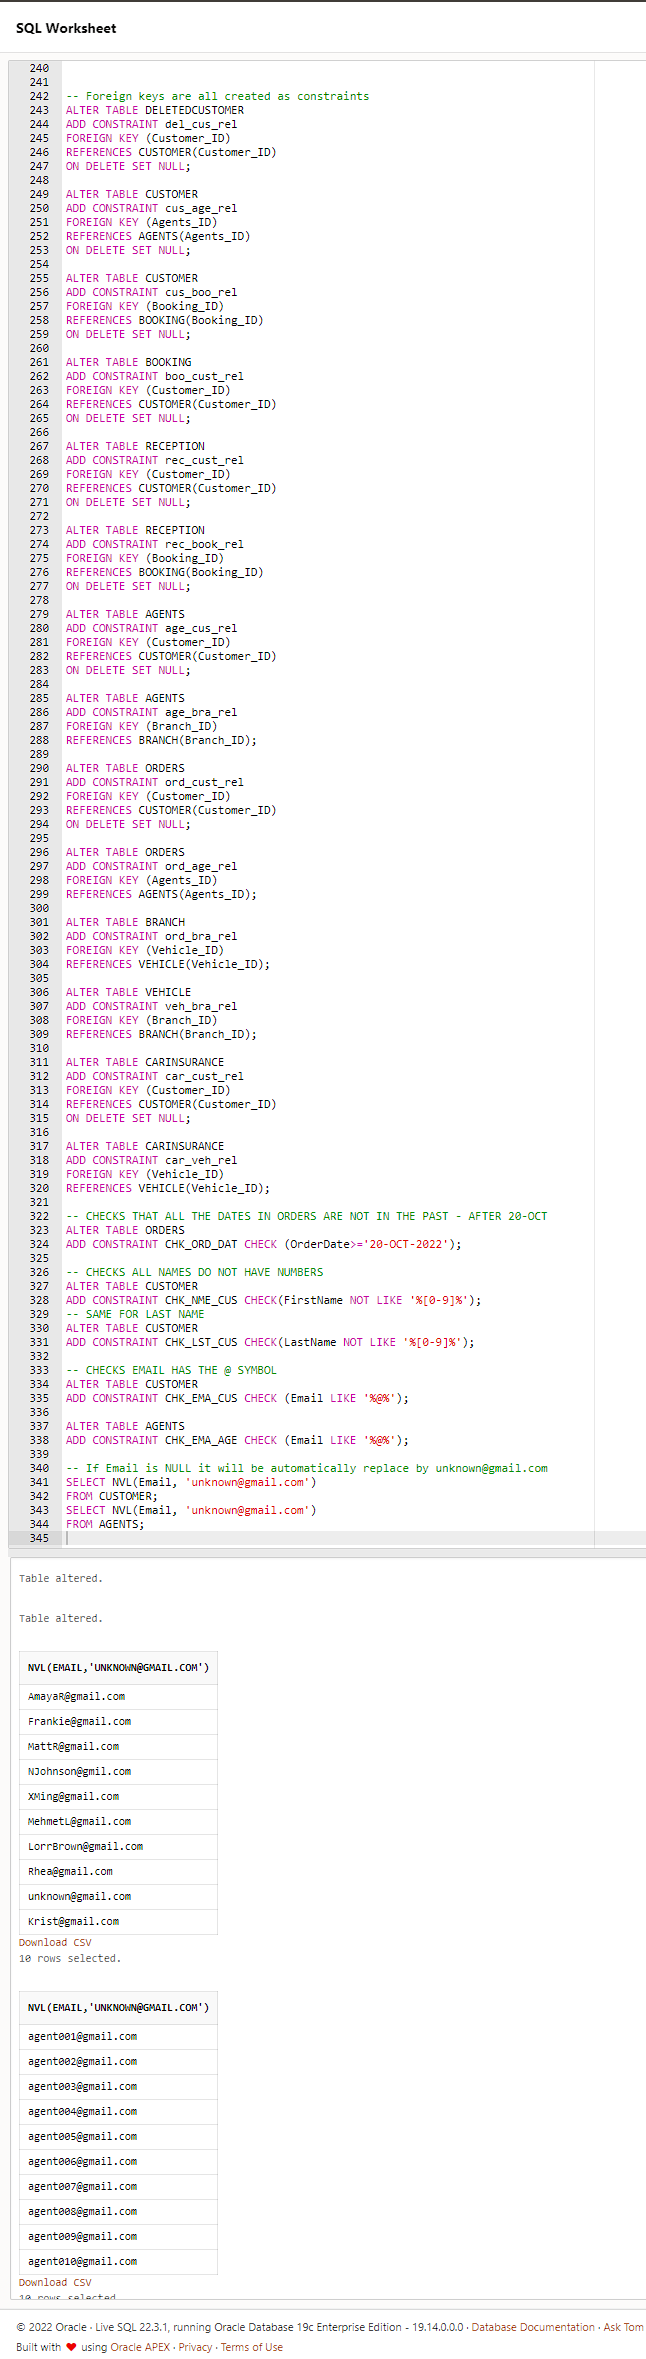 SQL Worksheet
240
241
242 -- Foreign keys are all created as constraints
243 ALTER TABLE DELETEDCUSTOMER
244 ADD CONSTRAINT del_cus_rel
245 FOREIGN KEY (Customer_ID)
246 REFERENCES CUSTOMER(Customer_ID)
247 ON DELETE SET NULL;
248
249 ALTER TABLE CUSTOMER
250 ADD CONSTRAINT cus_age_rel
251 FOREIGN KEY (Agents_ID)
252 REFERENCES AGENTS(Agents_ID)
253 ON DELETE SET NULL;
254
255 ALTER TABLE CUSTOMER
256 ADD CONSTRAINT cus_boo_rel
257 FOREIGN KEY (Booking_ID)
258 REFERENCES BOOKING(Booking_ID)
259 ON DELETE SET NULL;
260
261 ALTER TABLE BOOKING
262 ADD CONSTRAINT boo_cust_rel
263 FOREIGN KEY (Customer_ID)
264 REFERENCES CUSTOMER(Customer_ID)
265 ON DELETE SET NULL;
266
267 ALTER TABLE RECEPTION
268 ADD CONSTRAINT rec_cust_rel
269 FOREIGN KEY (Customer_ID)
270 REFERENCES CUSTOMER(Customer_ID)
271 ON DELETE SET NULL;
272
273 ALTER TABLE RECEPTION
274 ADD CONSTRAINT rec_book_rel
275 FOREIGN KEY (Booking_ID)
276 REFERENCES BOOKING(Booking_ID)
277 ON DELETE SET NULL;
278
279 ALTER TABLE AGENTS
280 ADD CONSTRAINT age_cus_rel
281 FOREIGN KEY (Customer_ID)
282 REFERENCES CUSTOMER(Customer_ID)
283 ON DELETE SET NULL;
284
285 ALTER TABLE AGENTS
286 ADD CONSTRAINT age_bra_rel
287 FOREIGN KEY (Branch_ID)
288 REFERENCES BRANCH(Branch_ID);
289
290 ALTER TABLE ORDERS
291 ADD CONSTRAINT ord_cust_rel
292 FOREIGN KEY (Customer_ID)
293 REFERENCES CUSTOMER(Customer_ID)
294 ON DELETE SET NULL;
295
296 ALTER TABLE ORDERS
297 ADD CONSTRAINT ord_age_rel
298 FOREIGN KEY (Agents_ID)
299 REFERENCES AGENTS(Agents_ID);
300
301 ALTER TABLE BRANCH
302 ADD CONSTRAINT ord_bra_rel
303 FOREIGN KEY (Vehicle_ID)
304 REFERENCES VEHICLE(Vehicle_ID);
305
306 ALTER TABLE VEHICLE
307 ADD CONSTRAINT veh_bra_rel
308 FOREIGN KEY (Branch_ID)
309 REFERENCES BRANCH(Branch_ID);
310
311 ALTER TABLE CARINSURANCE
312 ADD CONSTRAINT car_cust_rel
313 FOREIGN KEY (Customer_ID)
314 REFERENCES CUSTOMER(Customer_ID)
315 ON DELETE SET NULL;
316
317 ALTER TABLE CARINSURANCE
318 ADD CONSTRAINT car_veh_rel
319 FOREIGN KEY (Vehicle_ID)
320 REFERENCES VEHICLE(Vehicle_ID);
321
322 -- CHECKS THAT ALL THE DATES IN ORDERS ARE NOT IN THE PAST - AFTER 20-OCT
323 ALTER TABLE ORDERS
324 ADD CONSTRAINT CHK_ORD_DAT CHECK (OrderDate>='20-OCT-2022');
325
326 -- CHECKS ALL NAMES DO NOT HAVE NUMBERS
327 ALTER TABLE CUSTOMER
328 ADD CONSTRAINT CHK_NME_CUS CHECK(FirstName NOT LIKE '%[0-9]%');
329 -- SAME FOR LAST NAME
330 ALTER TABLE CUSTOMER
331 ADD CONSTRAINT CHK_LST_CUS CHECK(LastName NOT LIKE '%[0-9]%');
332
333 -- CHECKS EMAIL HAS THE @ SYMBOL
334 ALTER TABLE CUSTOMER
335 ADD CONSTRAINT CHK_EMA_CUS CHECK (Email LIKE '%@%');
336
337 ALTER TABLE AGENTS
338 ADD CONSTRAINT CHK_EMA_AGE CHECK (Email LIKE '%@%');
339
340 -- If Email is NULL it will be automatically replace by unknown@gmail.com
341 SELECT NVL(Email, 'unknown@gmail.com')
342 FROM CUSTOMER;
343 SELECT NVL(Email, 'unknown@gmail.com')
344 FROM AGENTS;
345
Table altered.
Table altered.
NVL(EMAIL,'UNKNOWN@GMAIL.COM')
AmayaR@gmail.com
Frankie@gmail.com
MattR@gmail.com
NJohnson@gmil.com
XMing@gmail.com
MehmetL@gmail.com
LorrBrown@gmail.com
Rhea@gmail.com
unknown@gmail.com
Krist@gmail.com
Download CSV
10 rows selected.
NVL(EMAIL,'UNKNOWN@GMAIL.COM')
agent001@gmail.com
agent002@gmail.com
agent003@gmail.com
agent004@gmail.com
agent005@gmail.com
agent006@gmail.com
agent007@gmail.com
agent008@gmail.com
agent009@gmail.com
agent010@gmail.com
Download CSV
10 rows selected
© 2022 Oracle · Live SQL 22.3.1, running Oracle Database 19c Enterprise Edition - 19.14.0.0.0 · Database Documentation · Ask Tom
Built with ❤ using Oracle APEX · Privacy · Terms of Use